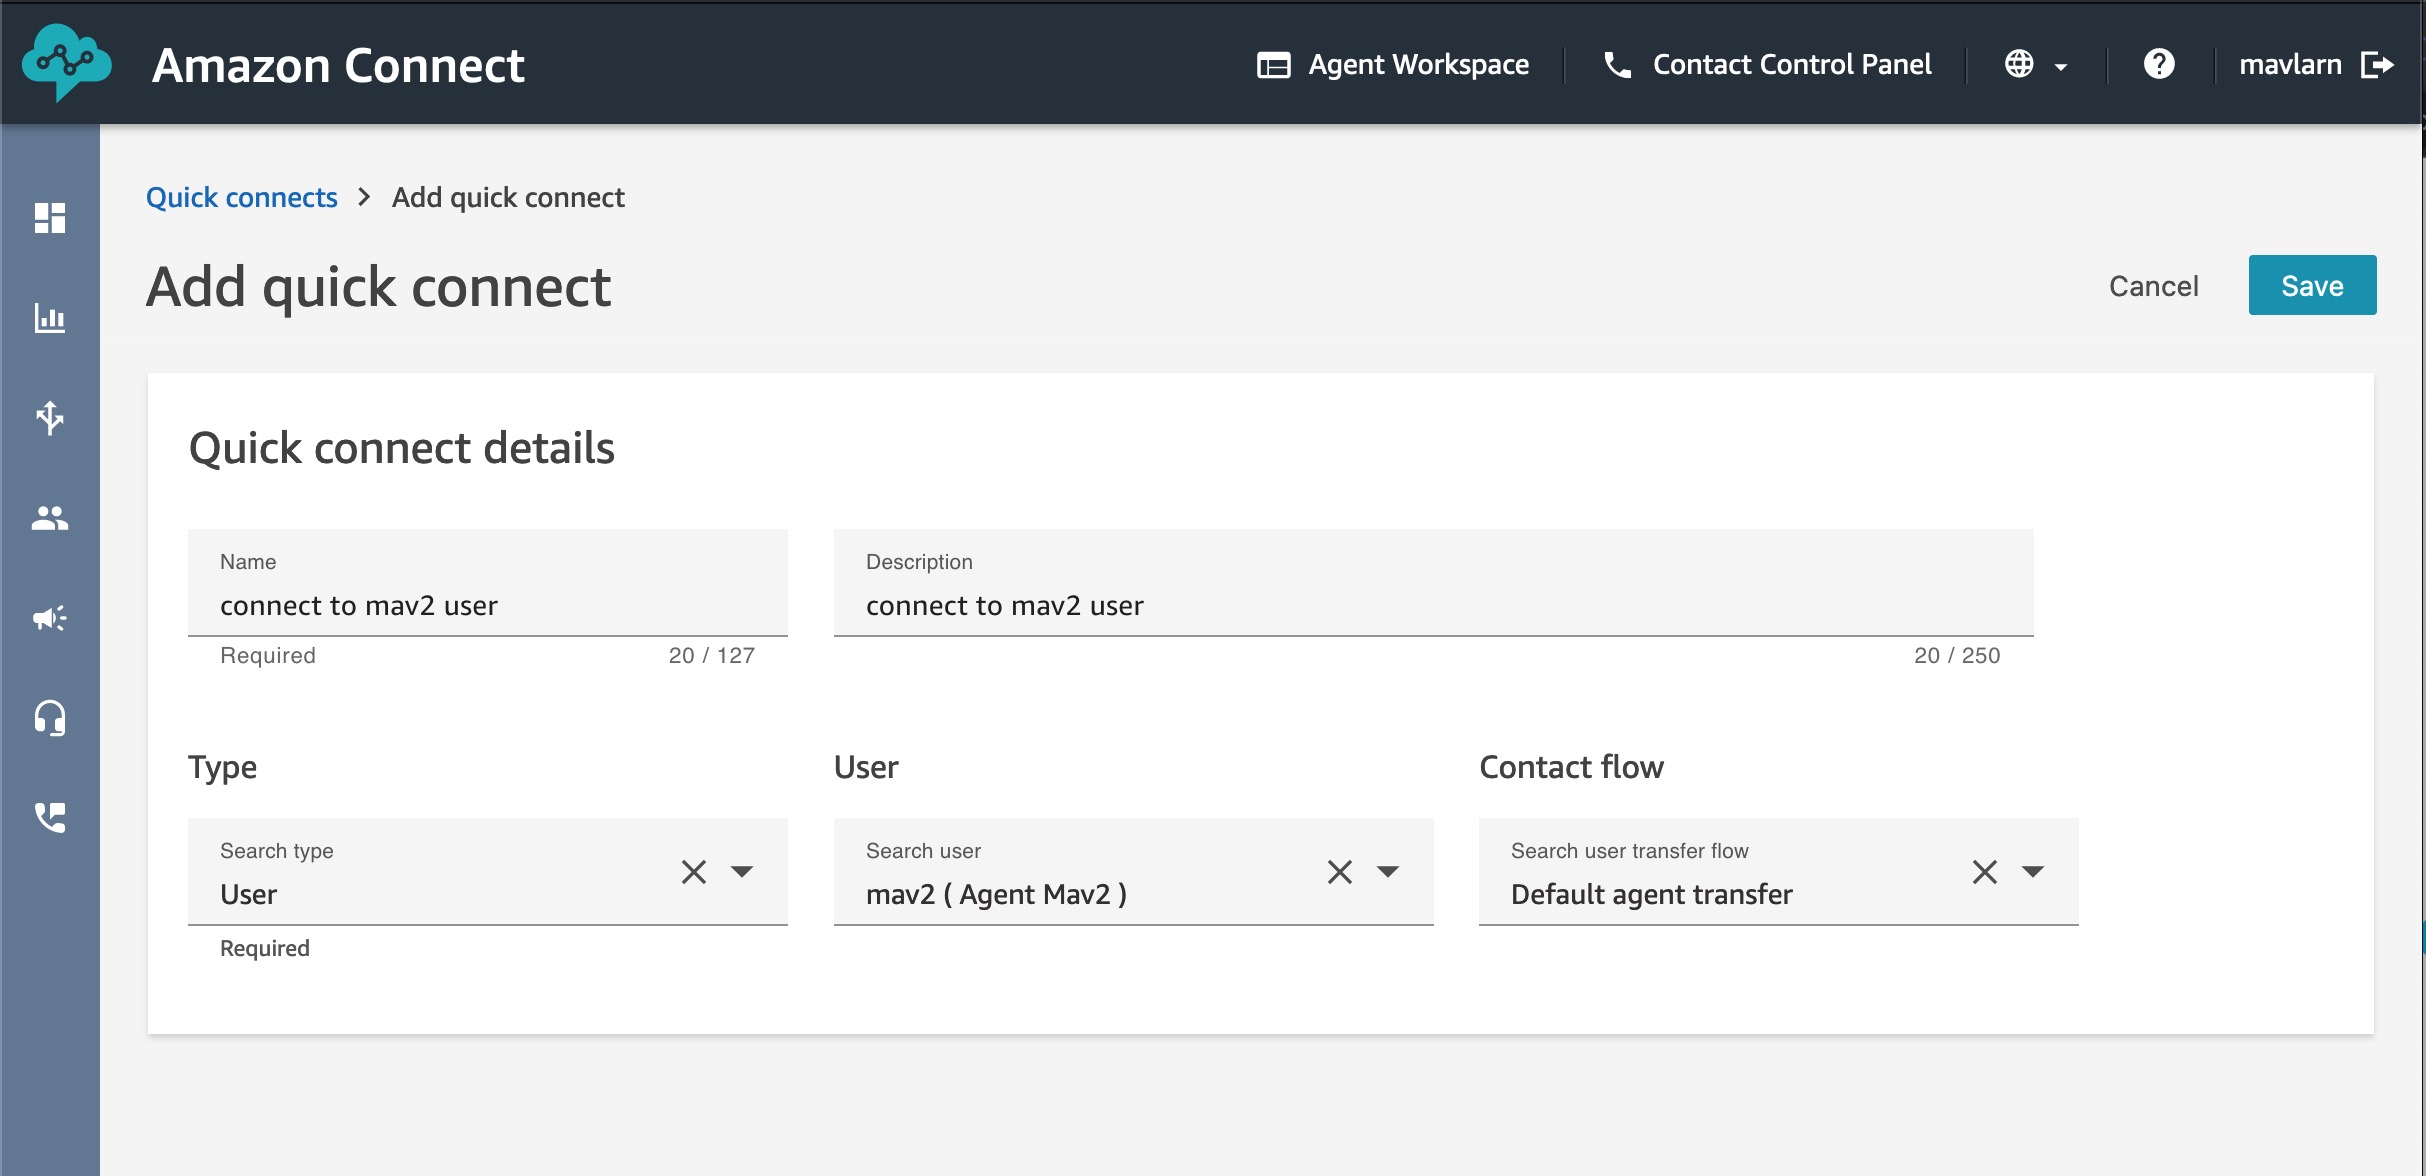 Amazon Connect
Agent Workspace
Contact Control Panel
mavlarn
Quick connects > Add quick connect
Add quick connect
Cancel
Save
Quick connect details
Name
connect to mav2 user
Required
20 / 127
Description
connect to mav2 user
20 / 250
Type
Search type
User
Required
User
Search user
mav2 ( Agent Mav2 )
Contact flow
Search user transfer flow
Default agent transfer